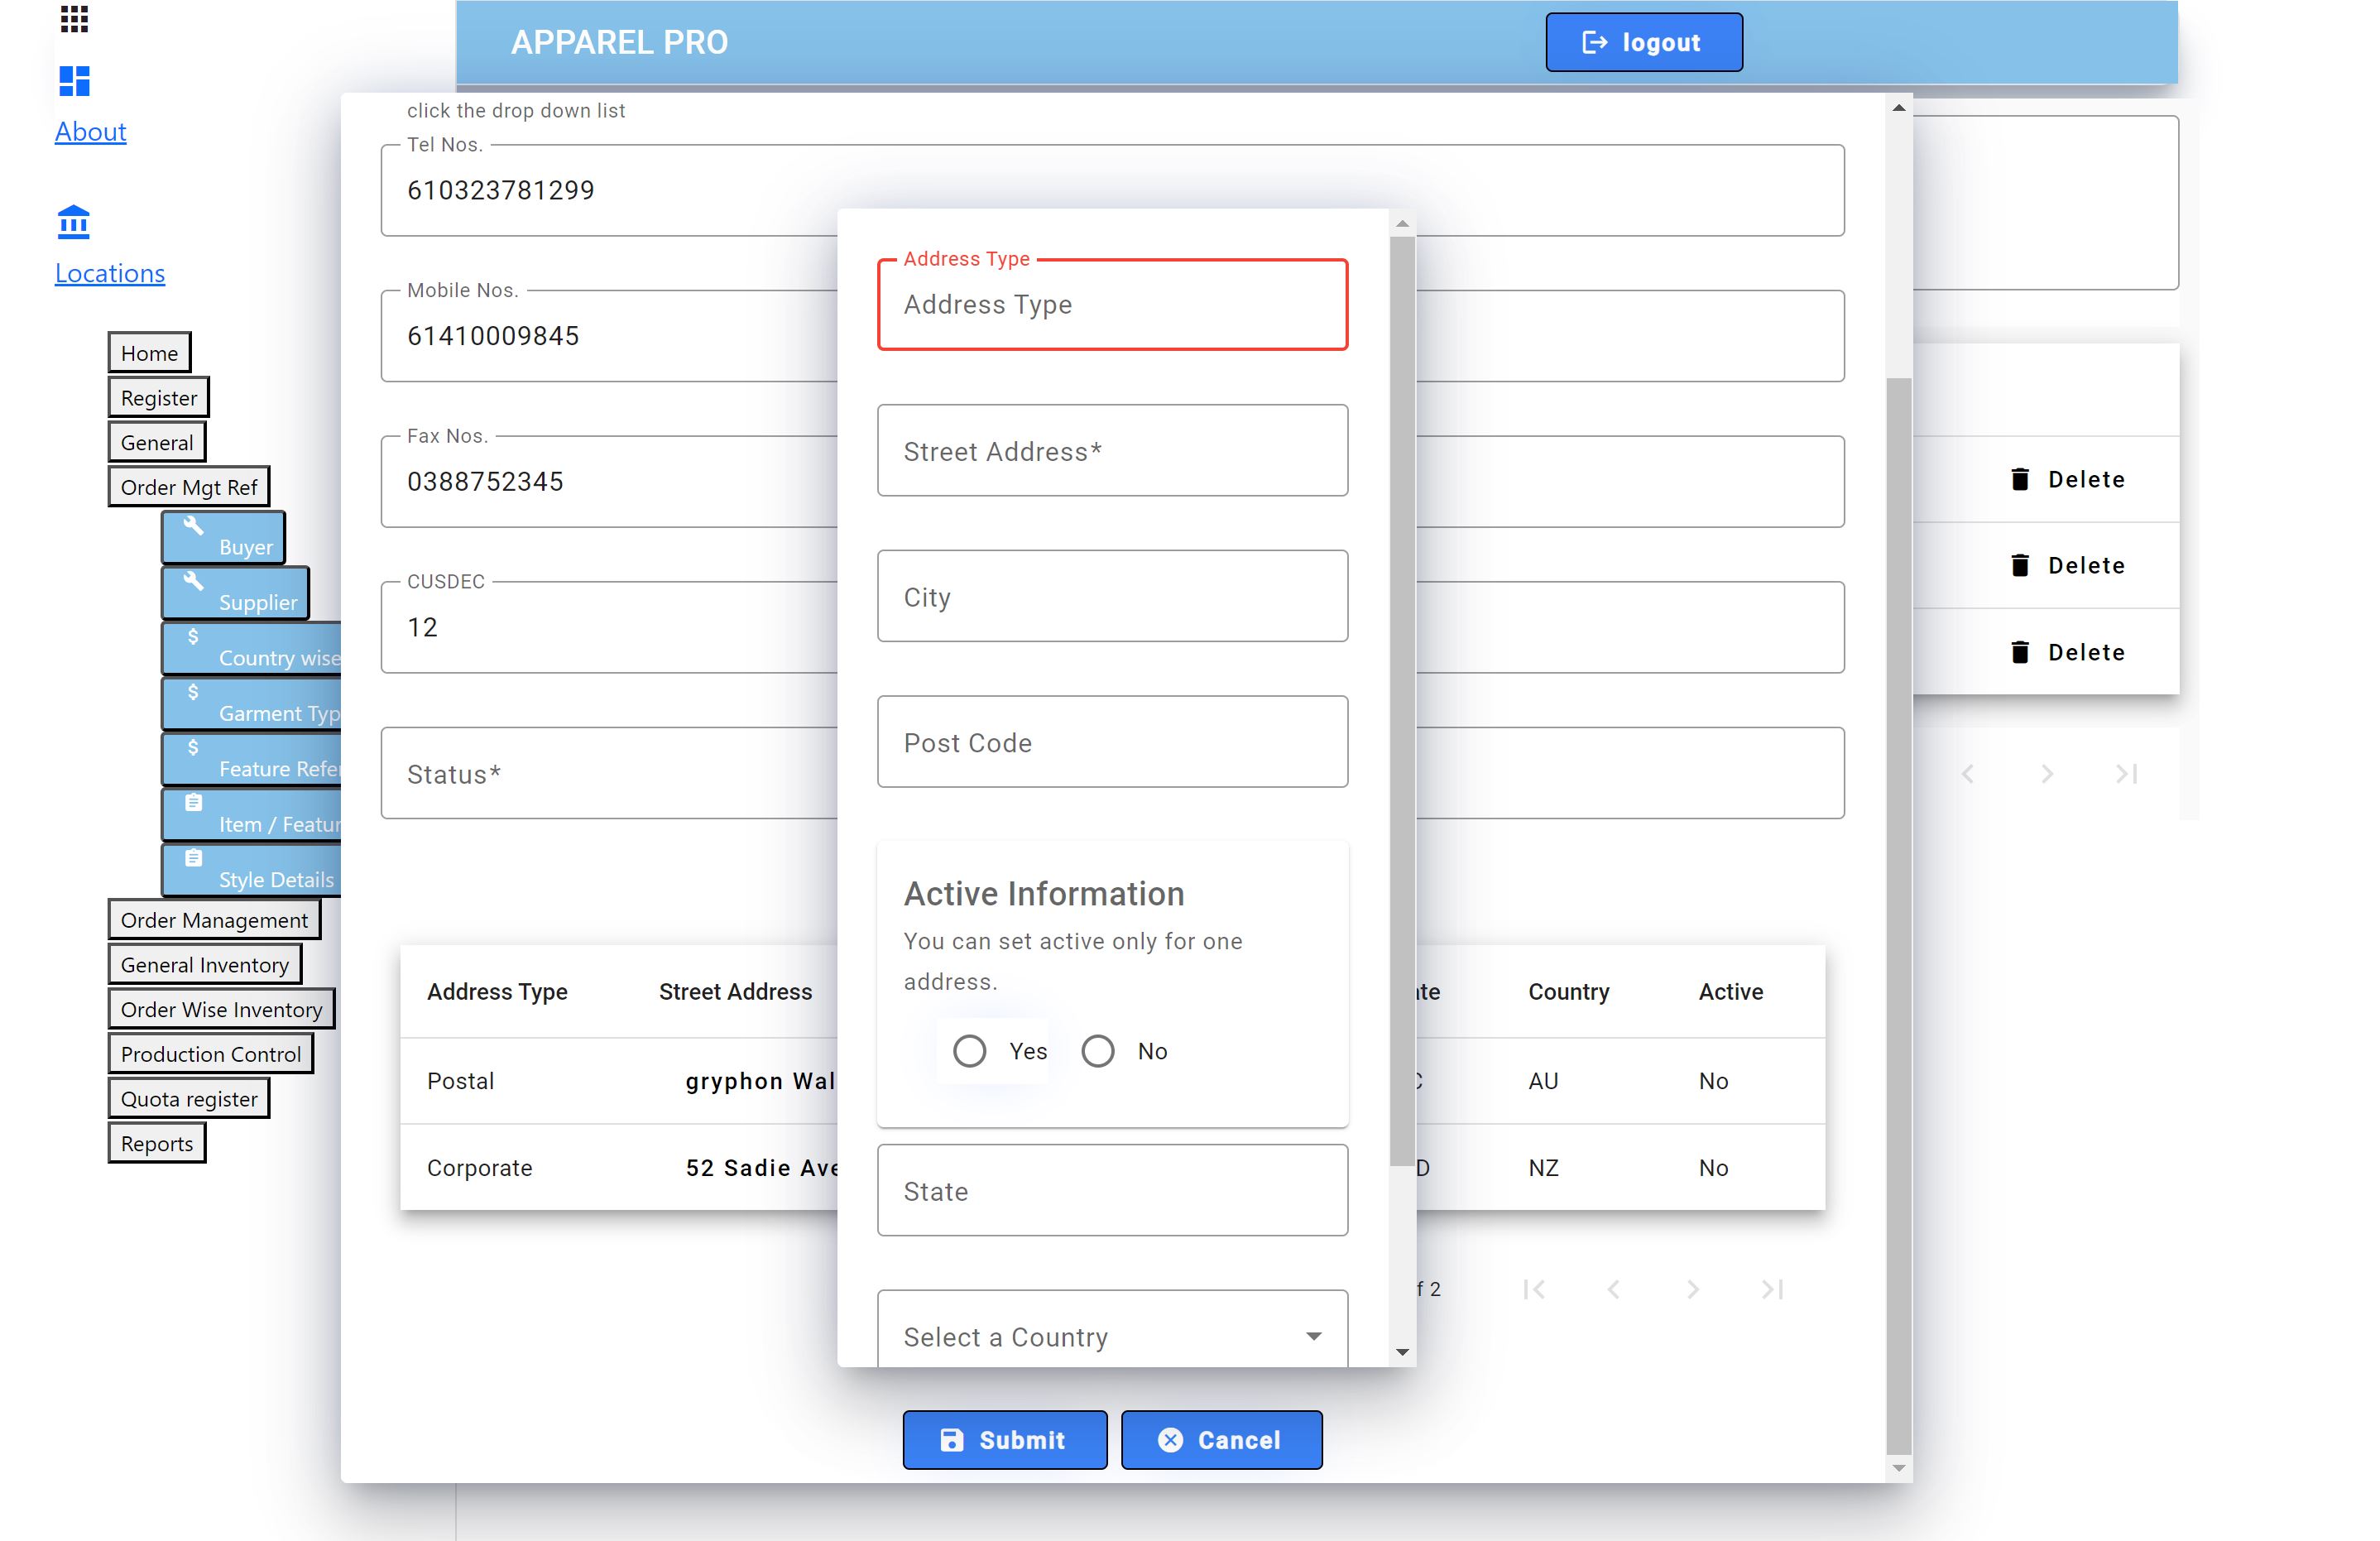 APPAREL PRO
logout
About
Locations
Home
Register
General
Order Mgt Ref
Buyer
Supplier
Country wise
Garment Typ
Feature Refe
Item / Featur
Style Details
Order Management
General Inventory
Order Wise Inventory
Production Control
Quota register
Reports
click the drop down list
Tel Nos.
610323781299
Mobile Nos.
61410009845
Fax Nos.
0388752345
CUSDEC
12
Status*
Address Type Street Address Country Active
Postal gryphon Wal AU No
Corporate 52 Sadie Ave NZ No
f 2
Submit Cancel
Address Type
Address Type
Street Address*
City
Post Code
Active Information
You can set active only for one
address.
Yes No
State
Select a Country
Delete
Delete
Delete